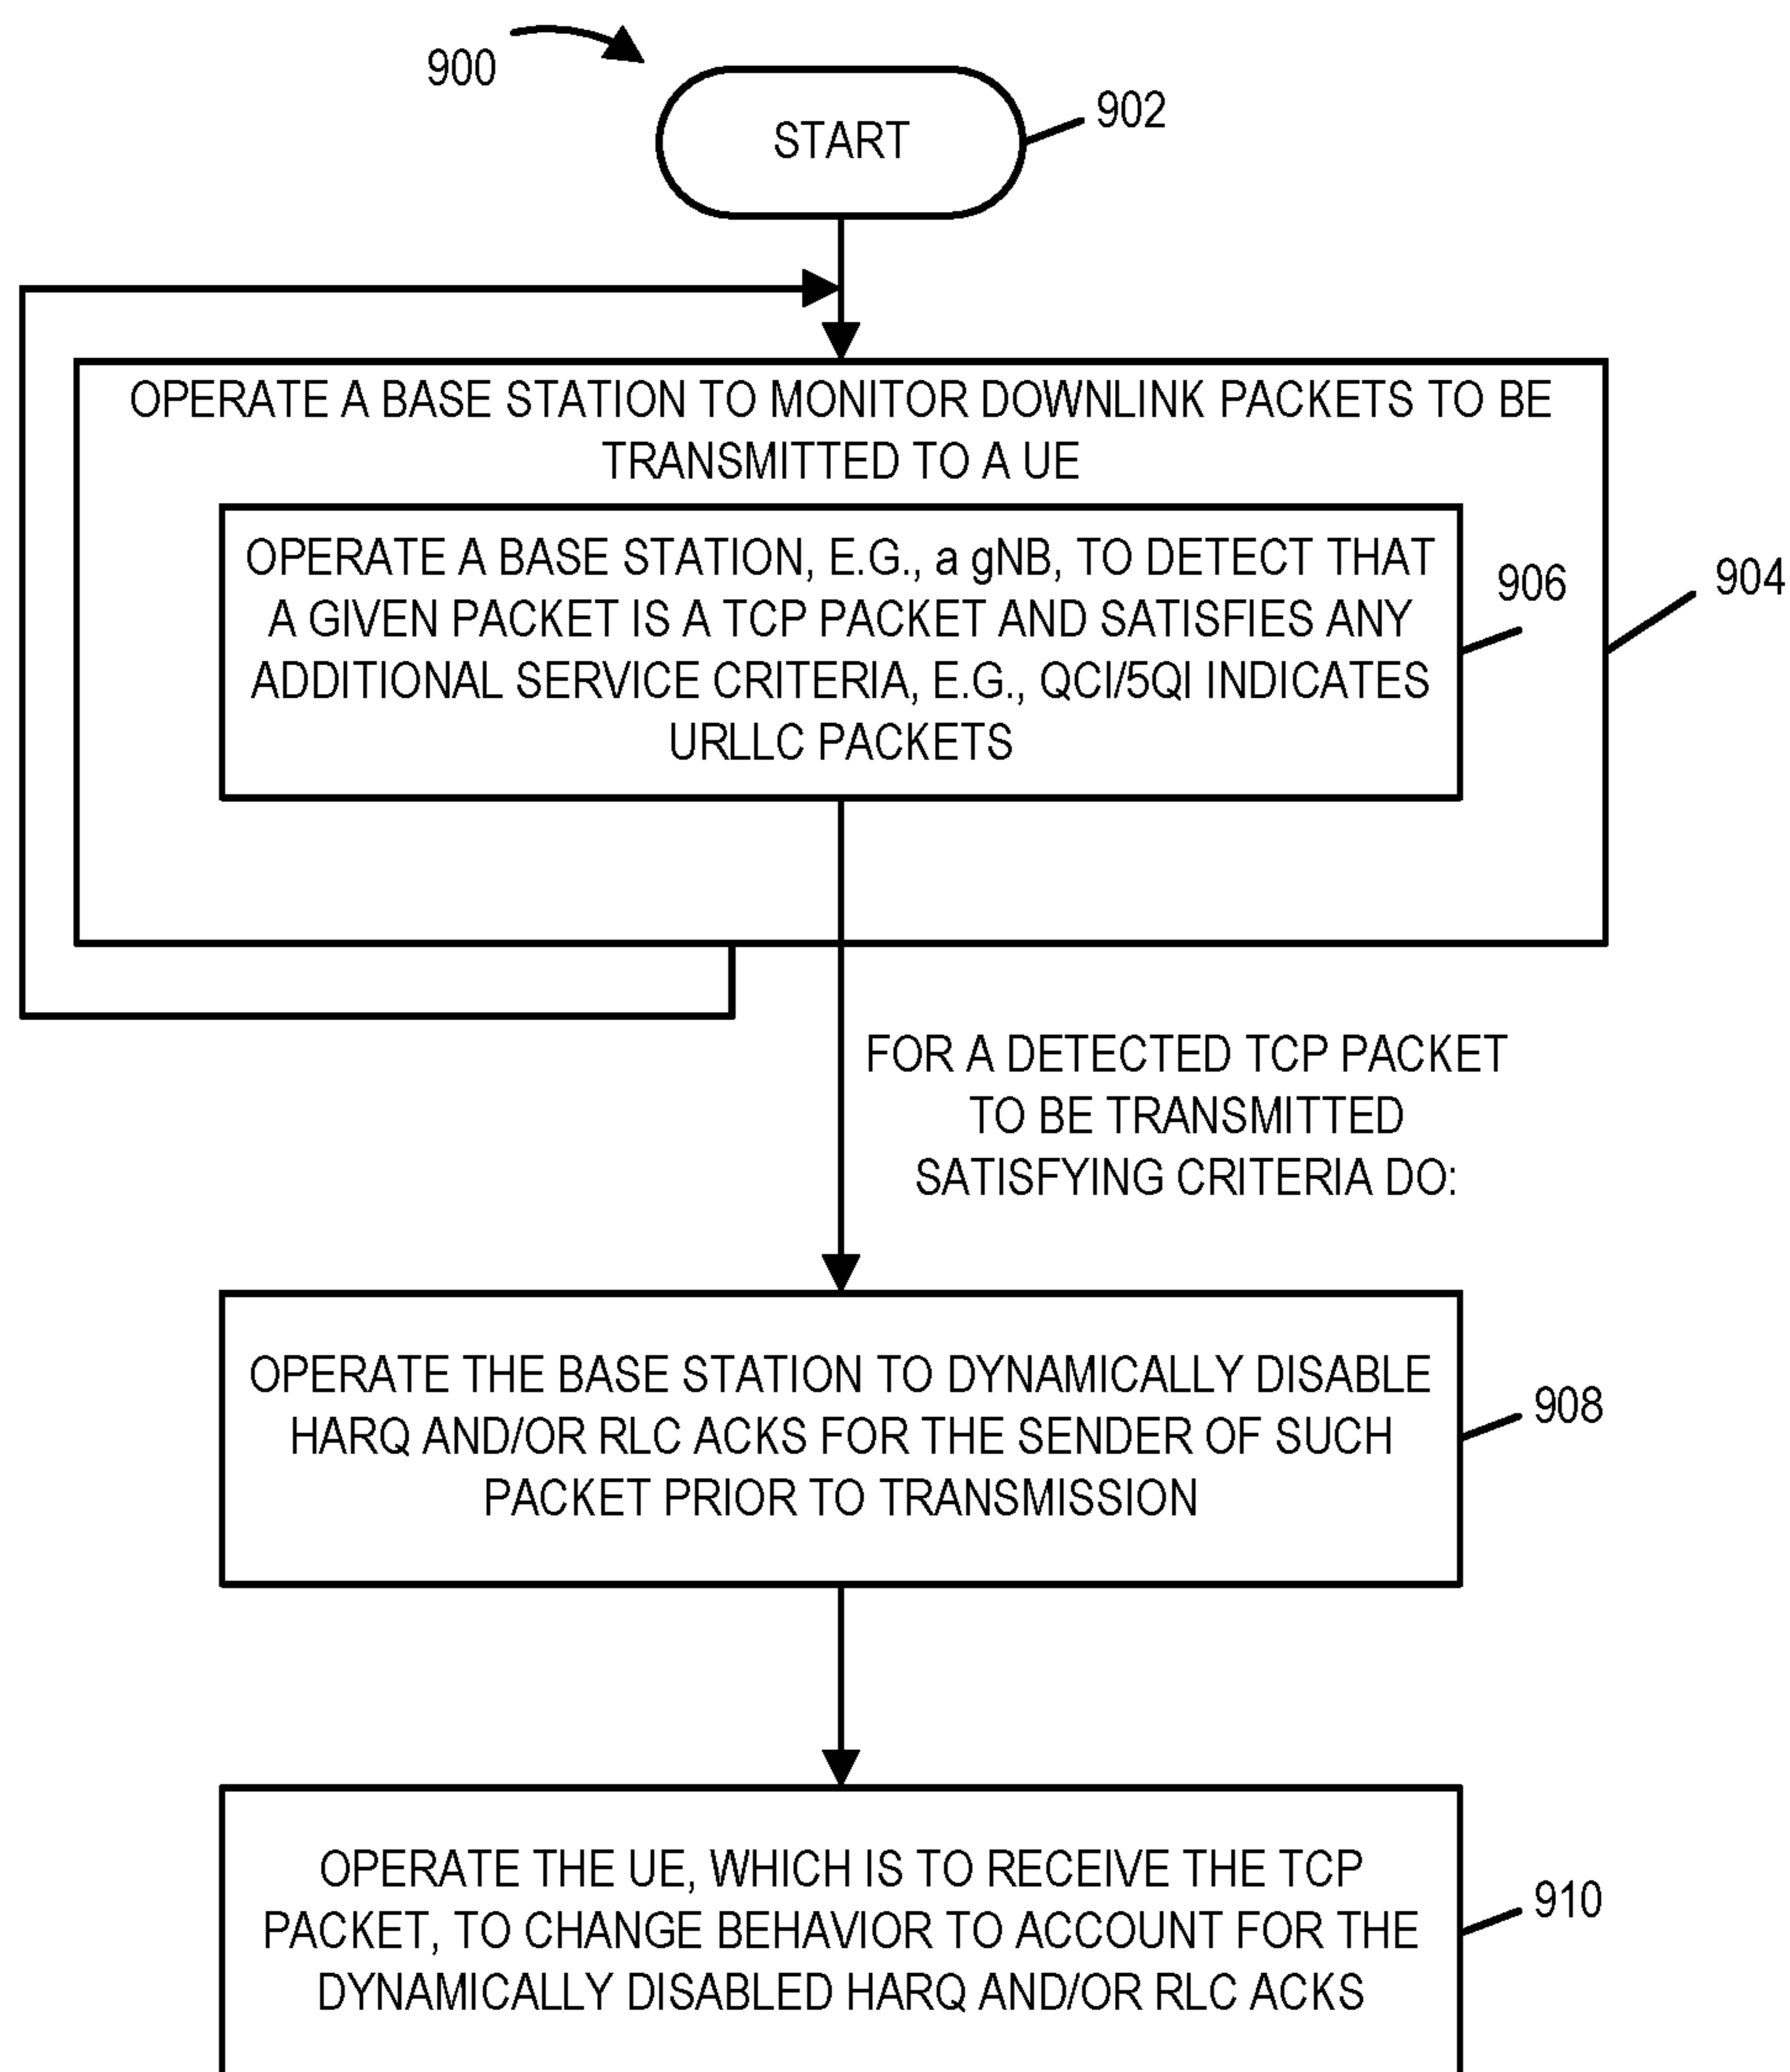 900
START
902
OPERATE A BASE STATION TO MONITOR DOWNLINK PACKETS TO BE
TRANSMITTED TO A UE
OPERATE A BASE STATION, E.G., a gNB, TO DETECT THAT
A GIVEN PACKET IS A TCP PACKET AND SATISFIES ANY
ADDITIONAL SERVICE CRITERIA, E.G., QCI/5QI INDICATES
URLLC PACKETS
906
904
FOR A DETECTED TCP PACKET
TO BE TRANSMITTED
SATISFYING CRITERIA DO:
OPERATE THE BASE STATION TO DYNAMICALLY DISABLE
HARQ AND/OR RLC ACKS FOR THE SENDER OF SUCH
PACKET PRIOR TO TRANSMISSION
908
OPERATE THE UE, WHICH IS TO RECEIVE THE TCP
PACKET, TO CHANGE BEHAVIOR TO ACCOUNT FOR THE
DYNAMICALLY DISABLED HARQ AND/OR RLC ACKS
910